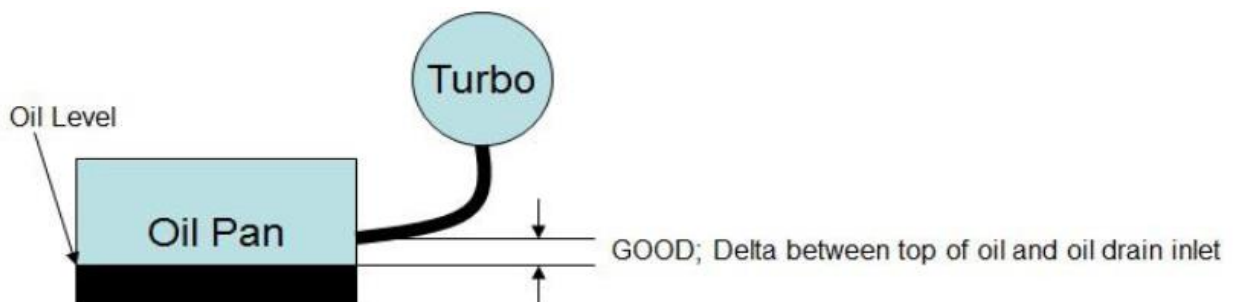 Turbo
Oil Level
Oil Pan
GOOD; Delta between top of oil and oil drain inlet